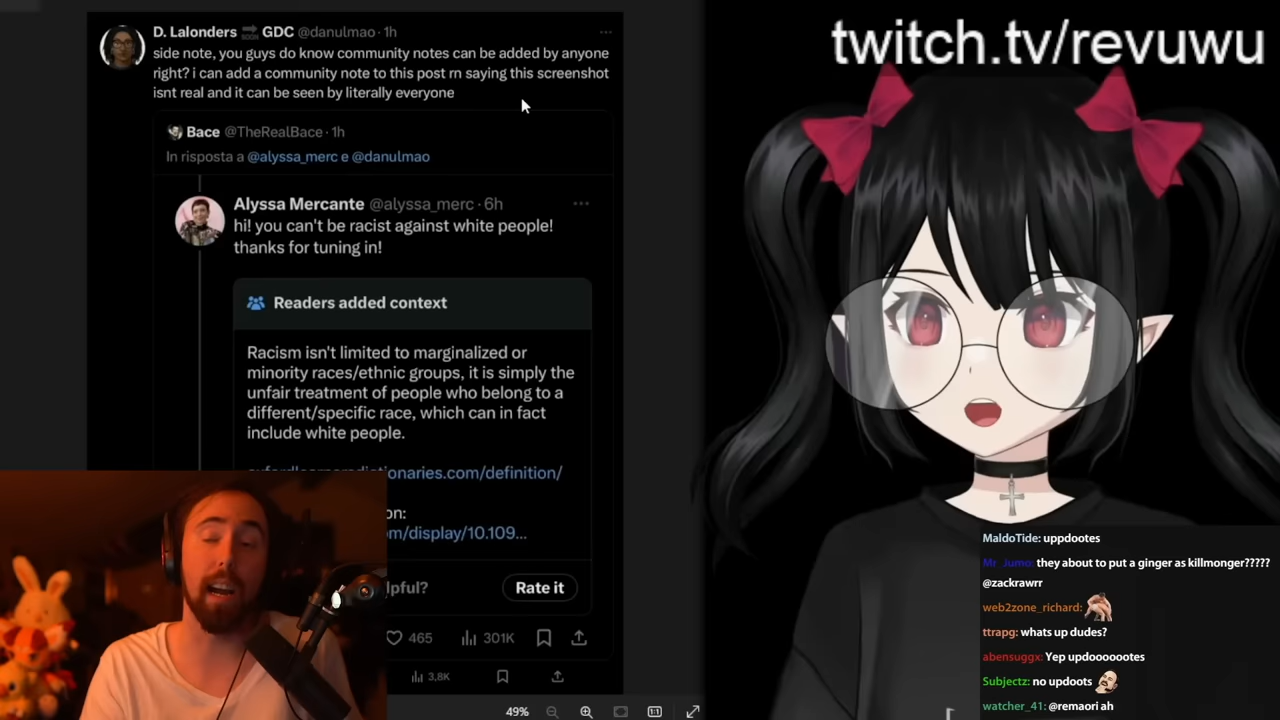 D. Lalonders SOON GDC @danulmao · 1h
side note, you guys do know community notes can be added by anyone
right? i can add a community note to this post rn saying this screenshot
isnt real and it can be seen by literally everyone
Bace @TheRealBace · 1h
In risposta a @alyssa_merc e @danulmao
Alyssa Mercante @alyssa_merc · 6h
hi! you can't be racist against white people!
thanks for tuning in!
Readers added context
Racism isn't limited to marginalized or
minority races/ethnic groups, it is simply the
unfair treatment of people who belong to a
different/specific race, which can in fact
include white people.
onaries.com/definition/
on:
m/display/10.109...
lpful?
Rate it
465 301K
3,8K
49%
1:1
twitch.tv/revuwu
MaldoTide: uppdootes
Mr_Jumo: they about to put a ginger as killmonger?????
@zackrawrr
web2zone_richard:
ttrapg: whats up dudes?
abensuggx: Yep updooooootes
Subjectz: no updoots
watcher_41: @remaori ah